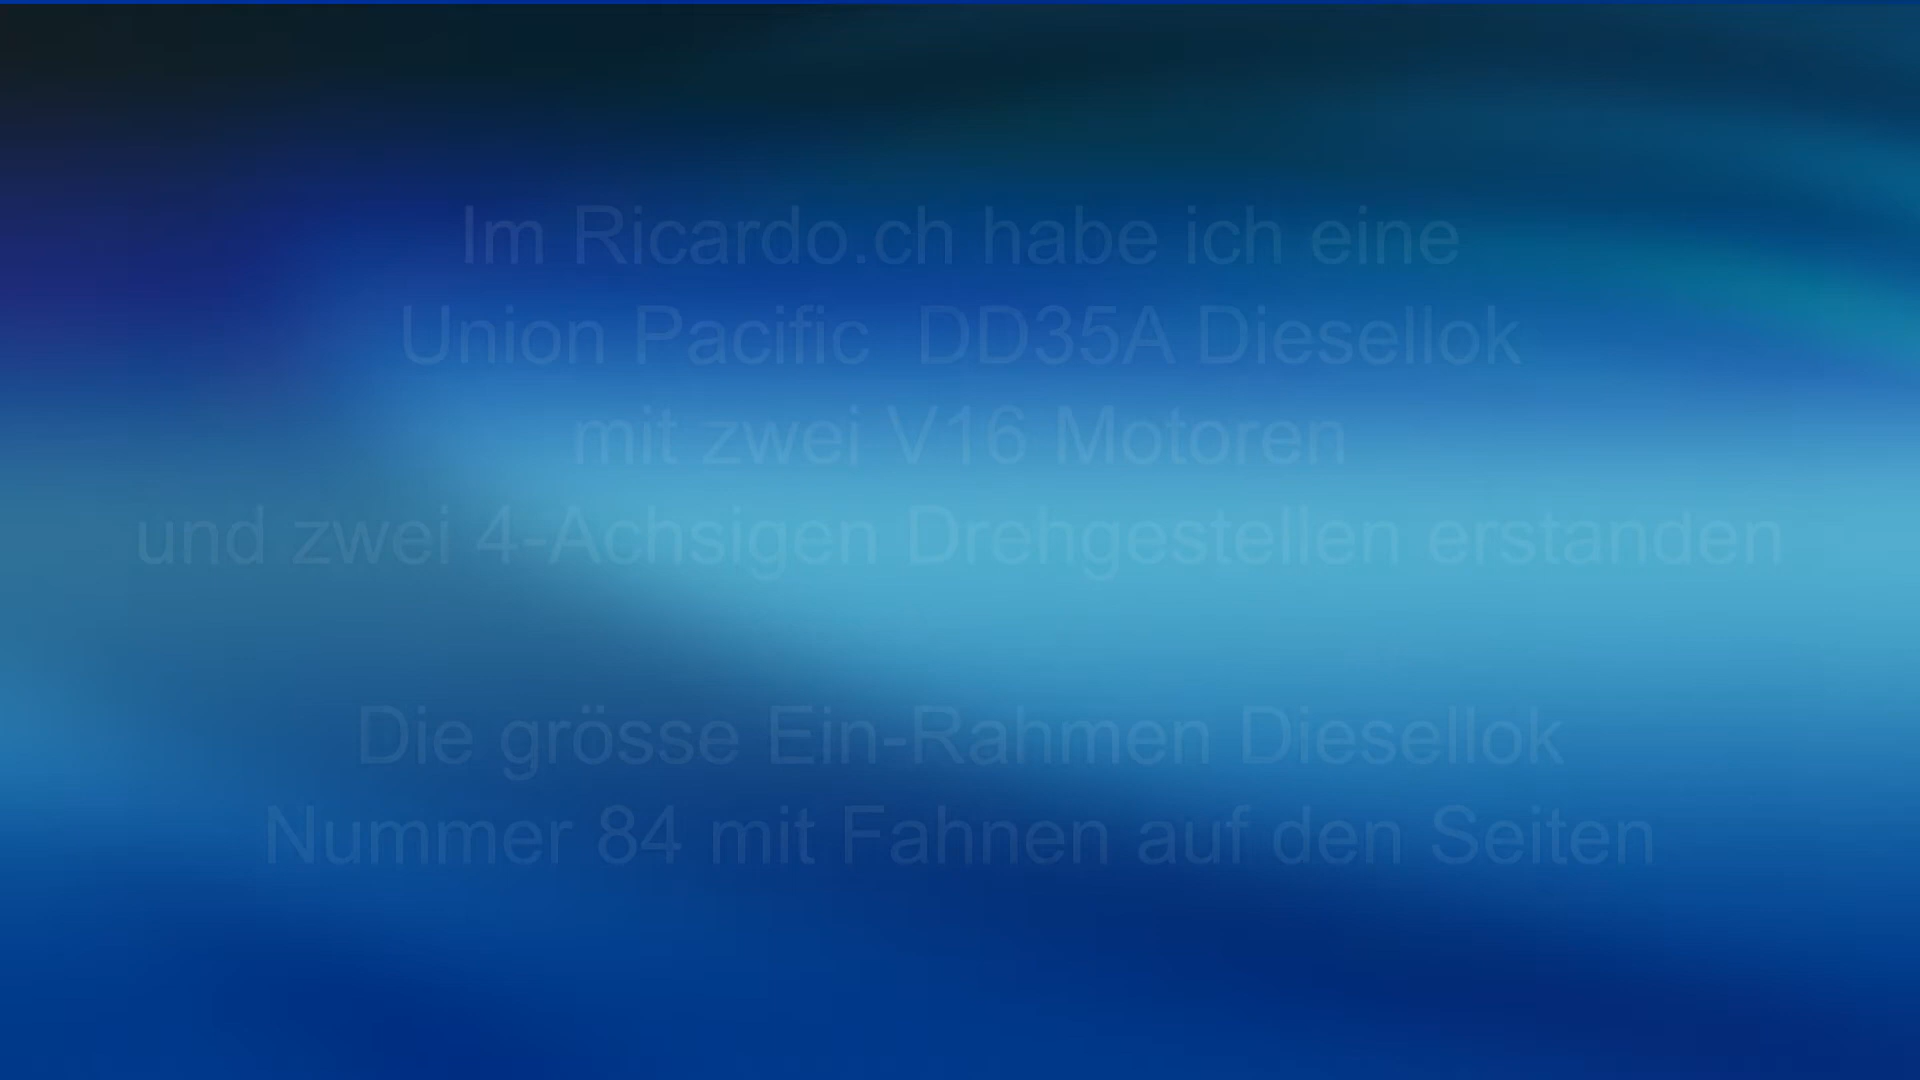 Im Ricardo.ch habe ich eine
Union Pacific  DD35A Diesellok
mit zwei V16 Motoren
und zwei 4-Achsigen Drehgestellen erstanden
Die grösse Ein-Rahmen Diesellok
Nummer 84 mit Fahnen auf den Seiten